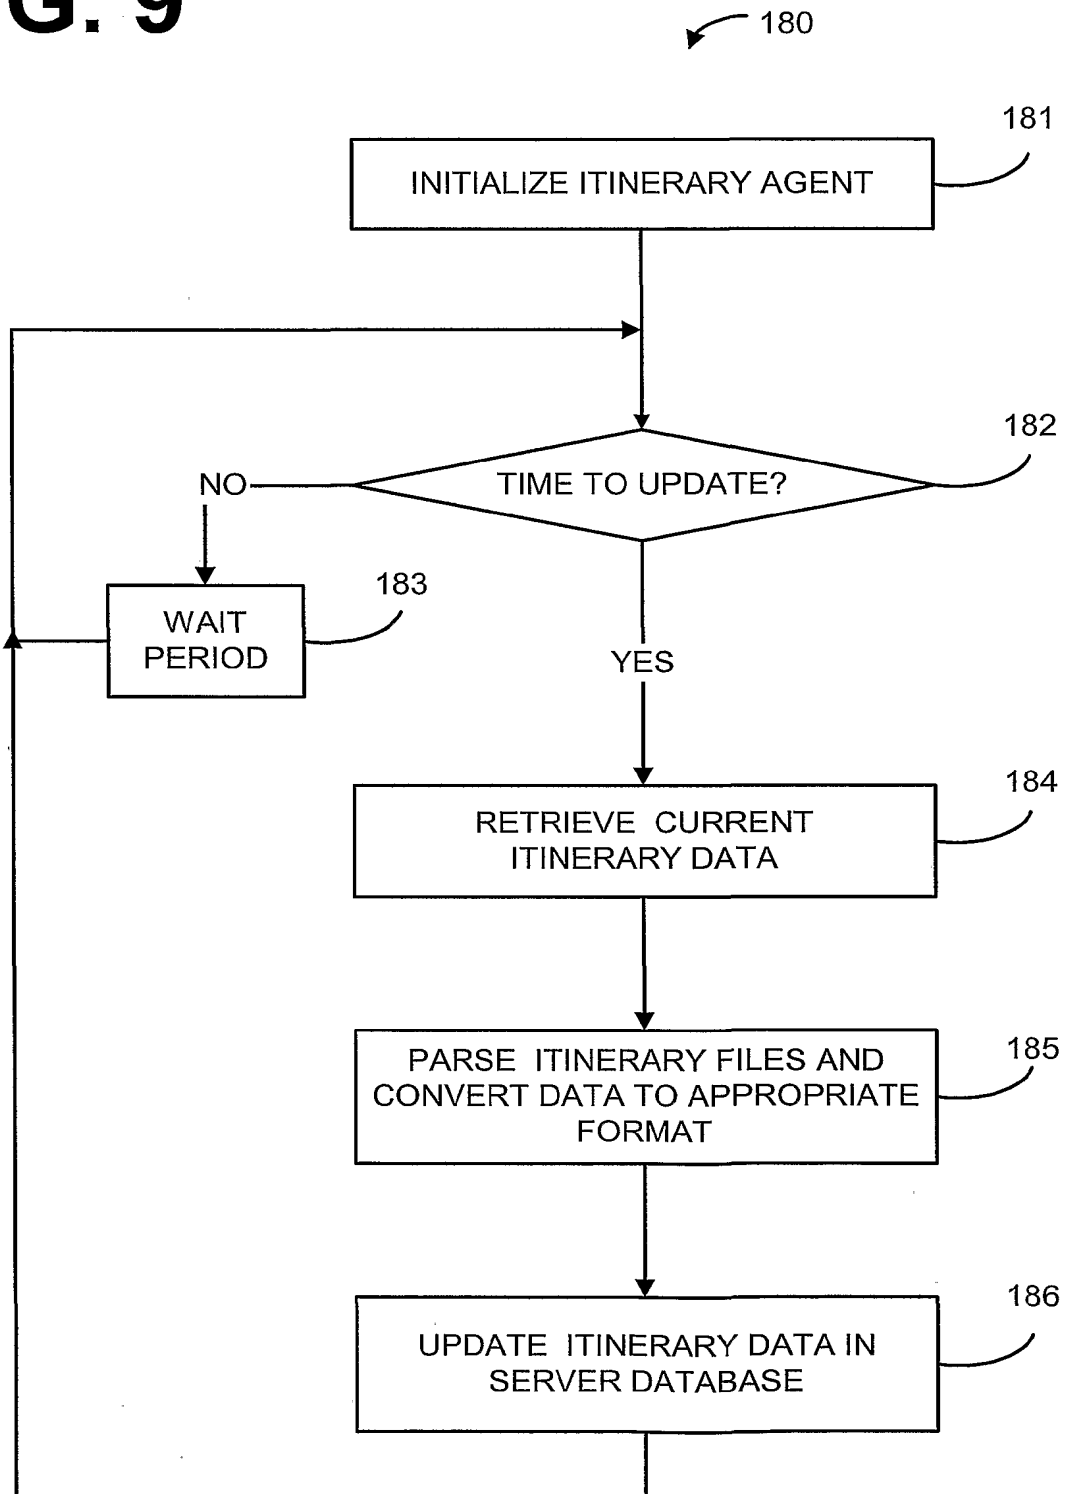 G. 9
180
181
INITIALIZE ITINERARY AGENT
182
TIME TO UPDATE?
NO
183
WAIT
PERIOD
YES
184
RETRIEVE CURRENT
ITINERARY DATA
185
PARSE ITINERARY FILES AND
CONVERT DATA TO APPROPRIATE
FORMAT
186
UPDATE ITINERARY DATA IN
SERVER DATABASE